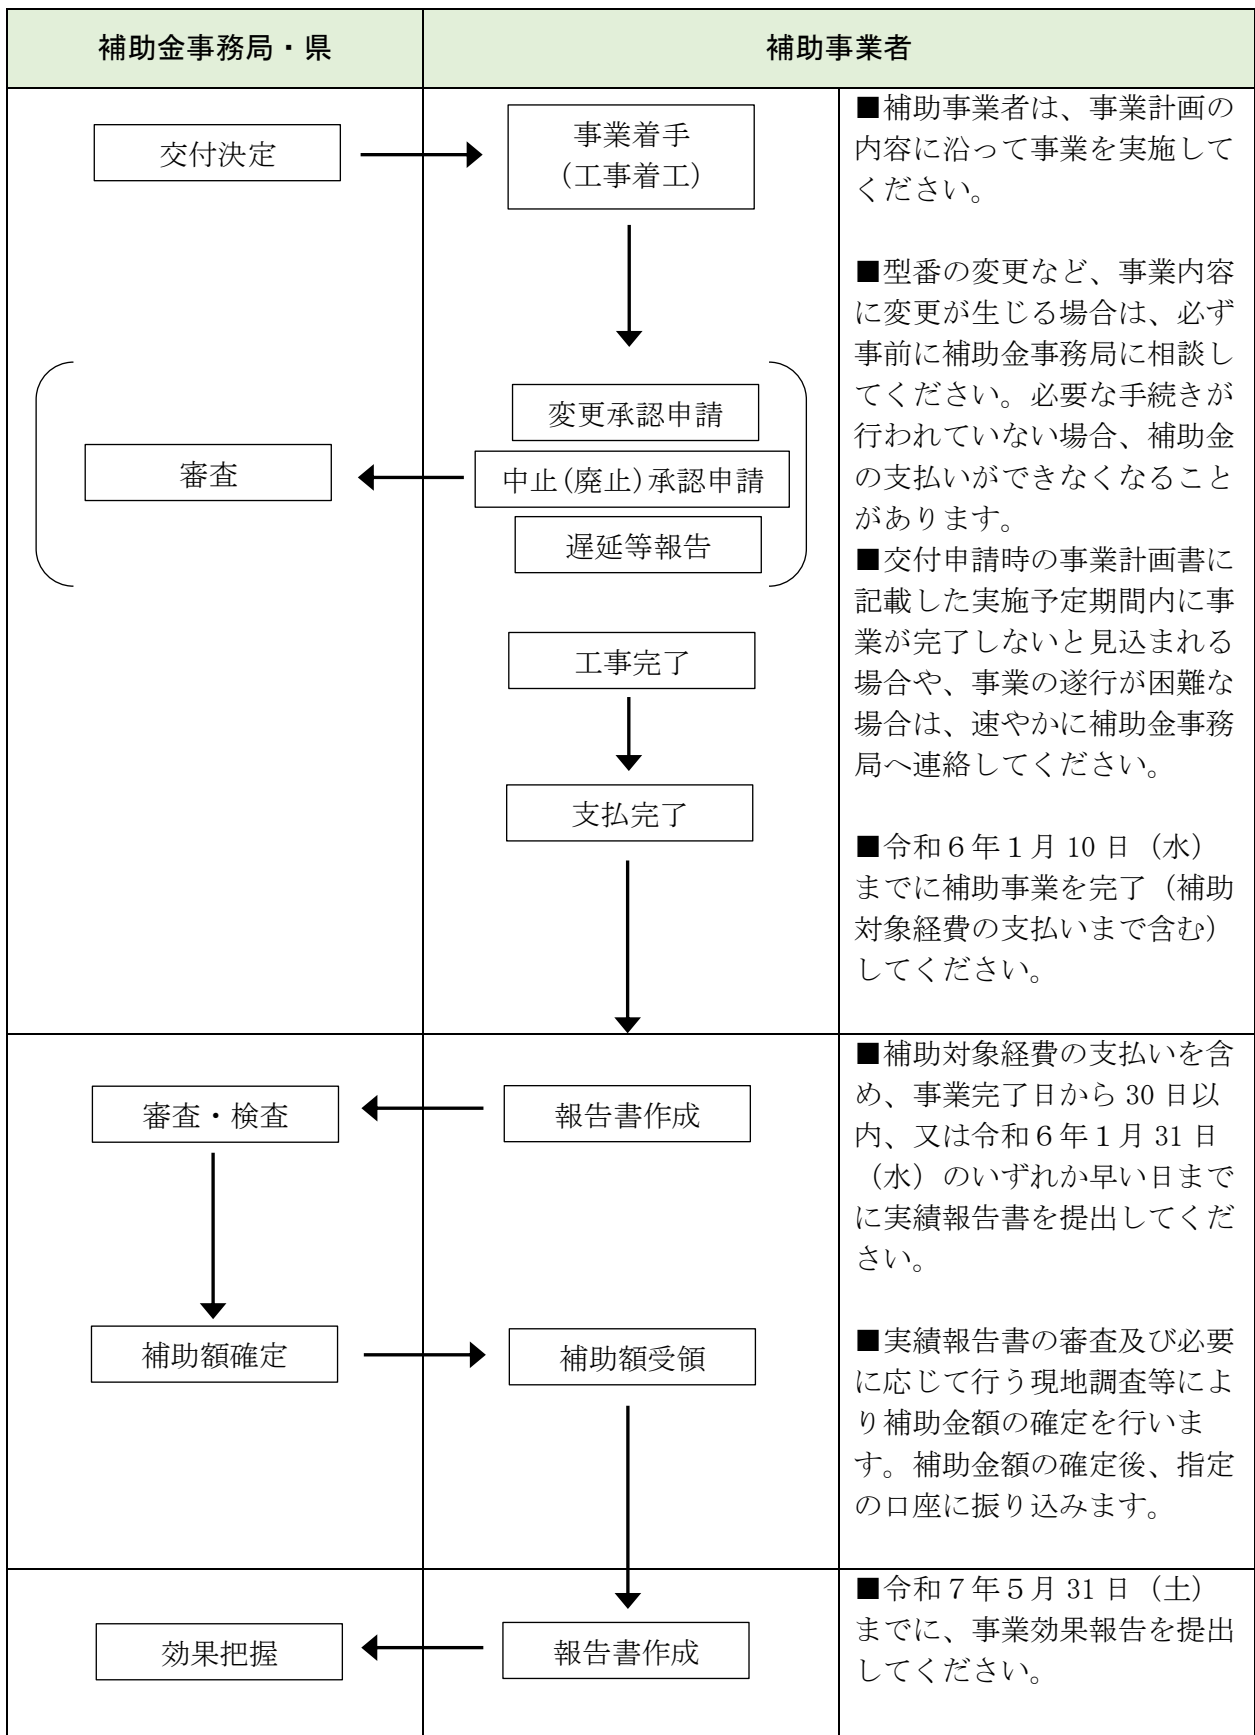 補助金事務局・県
補助事業者
交付決定
事業着手
(工事着工)
■補助事業者は、事業計画の
内容に沿って事業を実施して
ください。
■型番の変更など、事業内容
に変更が生じる場合は、必ず
事前に補助金事務局に相談し
てください。必要な手続きが
行われていない場合、補助金
の支払いができなくなること
があります。
■交付申請時の事業計画書に
記載した実施予定期間内に事
業が完了しないと見込まれる
場合や、事業の遂行が困難な
場合は、速やかに補助金事務
局へ連絡してください。
■令和6年1月 10 日（水）
までに補助事業を完了（補助
対象経費の支払いまで含む）
してください。
変更承認申請
審査
中止(廃止)承認申請
遅延等報告
工事完了
支払完了
審査・検査
報告書作成
■補助対象経費の支払いを含
め、事業完了日から 30 日以
内、又は令和6年1月 31 日
（水）のいずれか早い日まで
に実績報告書を提出してくだ
さい。
補助額確定
補助額受領
■実績報告書の審査及び必要
に応じて行う現地調査等によ
り補助金額の確定を行いま
す。補助金額の確定後、指定
の口座に振り込みます。
効果把握
報告書作成
■令和7年5月 31 日（土）
までに、事業効果報告を提出
してください。